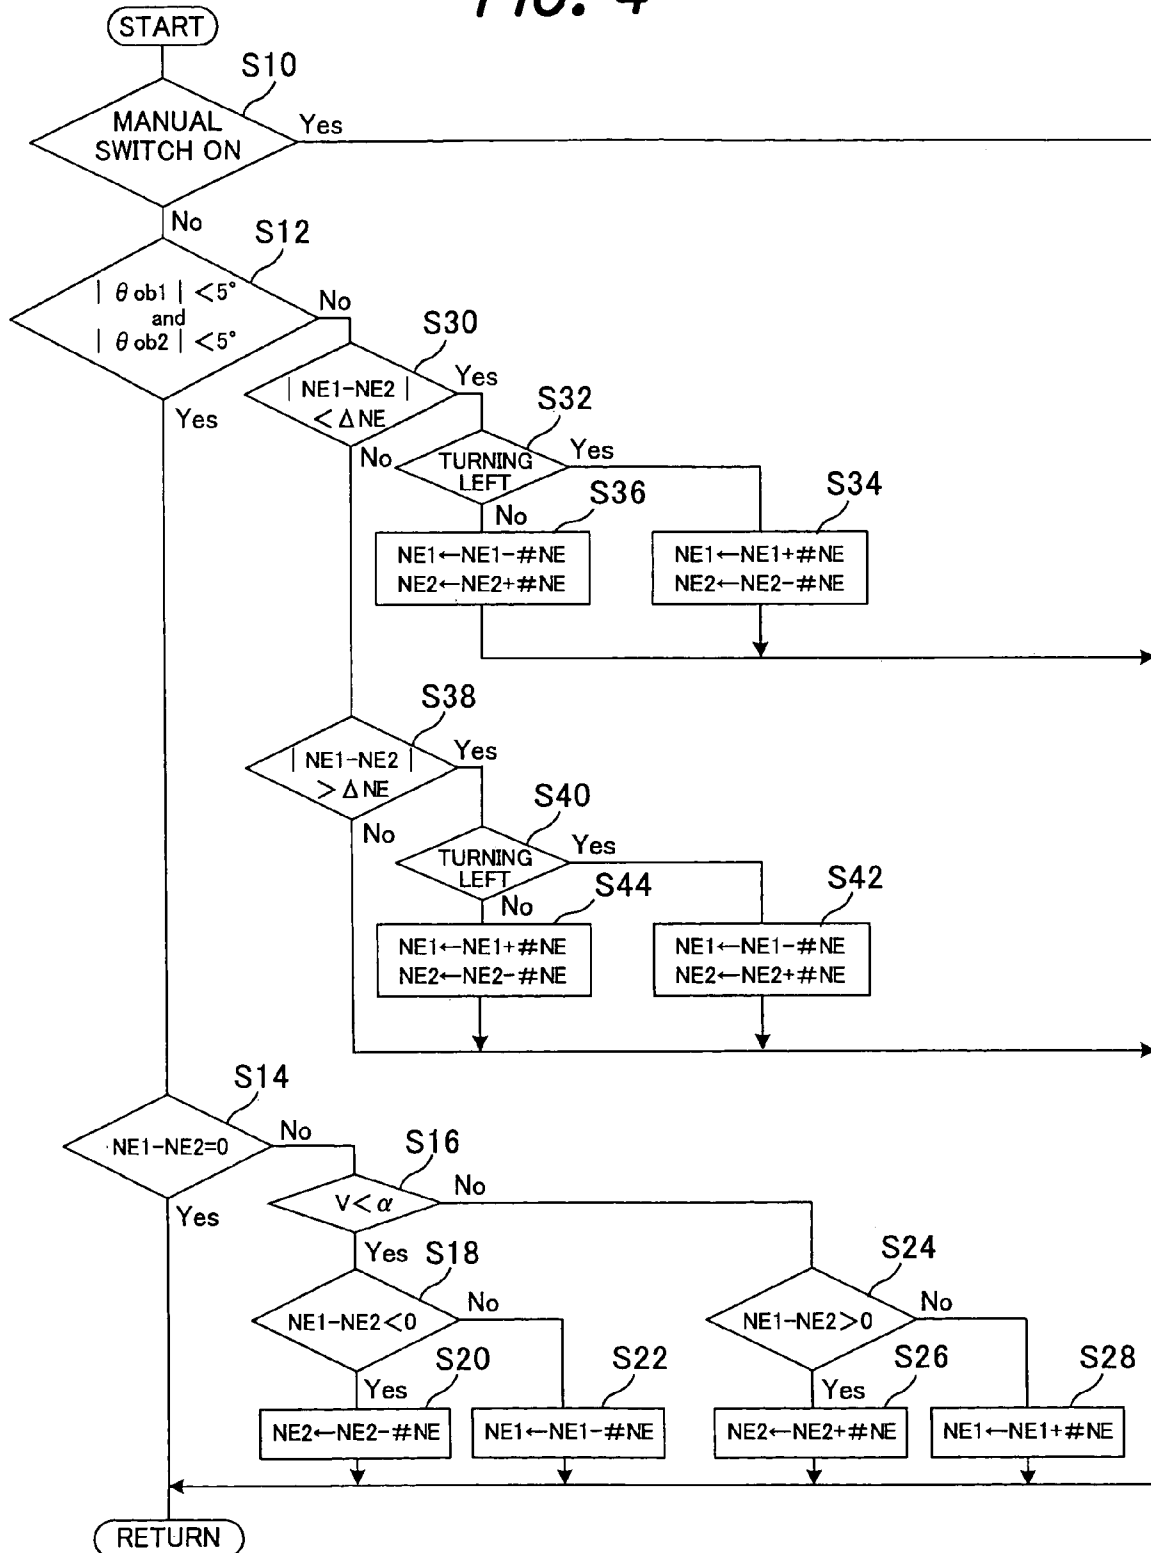 FIG. 4
START
S10
MANUAL
SWITCH ON
Yes
No
S12
| θob1 | <5°
and
| θob2 | <5°
No
Yes
S30
| NE1-NE2 |
< ΔNE
Yes
No
S32
TURNING
LEFT
Yes
No
S36
NE1←NE1-#NE
NE2←NE2+#NE
S34
NE1←NE1+#NE
NE2←NE2-#NE
S38
| NE1-NE2 |
> ΔNE
Yes
No
S40
TURNING
LEFT
Yes
No
S44
NE1←NE1+#NE
NE2←NE2-#NE
S42
NE1←NE1-#NE
NE2←NE2+#NE
S14
NE1-NE2=0
No
Yes
S16
V<α
No
Yes
S18
NE1-NE2<0
No
Yes
S24
NE1-NE2>0
No
Yes
S20
NE2←NE2-#NE
S22
NE1←NE1-#NE
S26
NE2←NE2+#NE
S28
NE1←NE1+#NE
RETURN